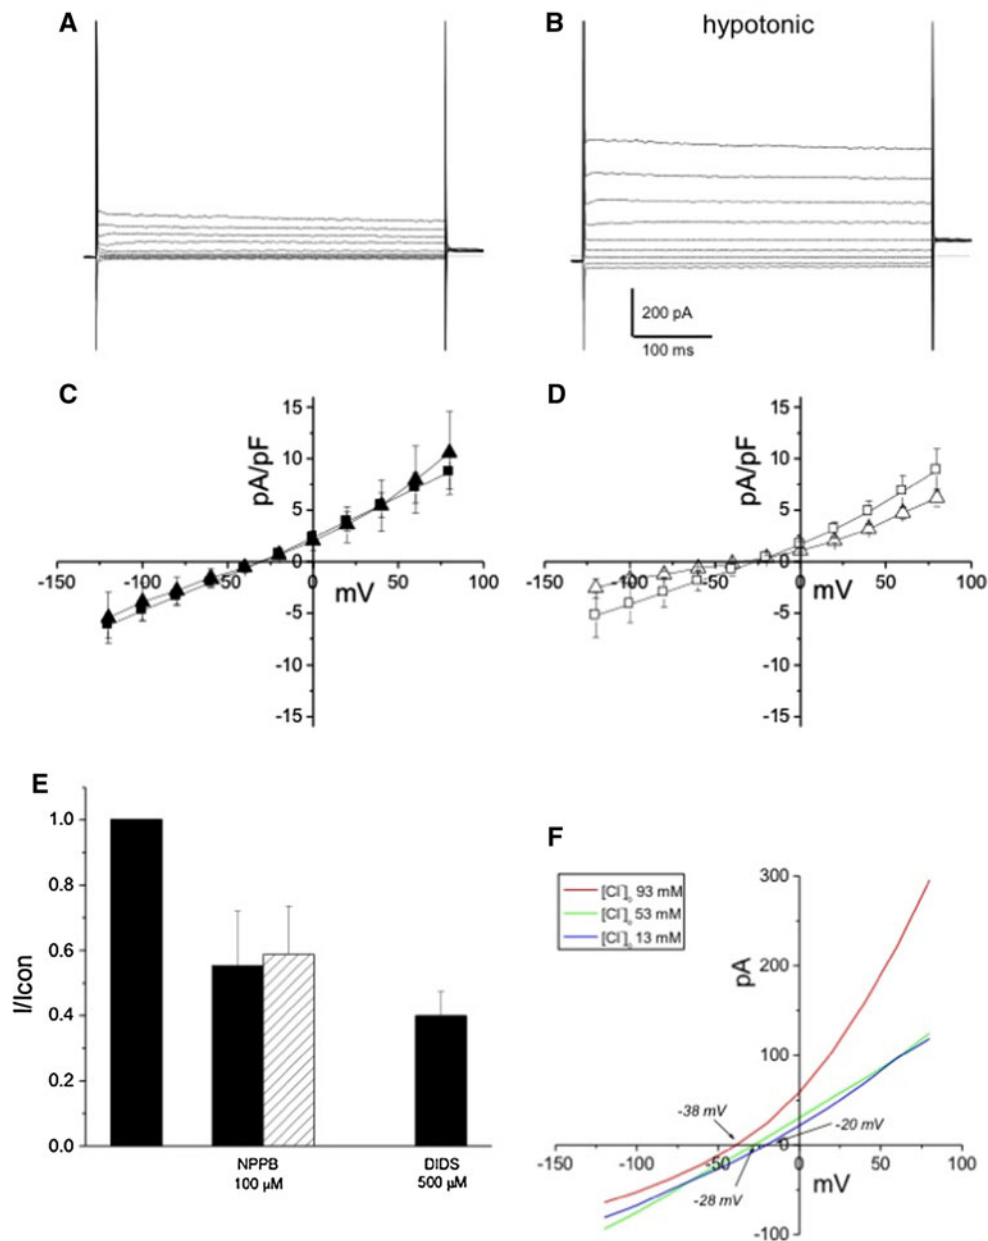 A
B
hypotonic
200 pA
100 ms
C
15
10
5
0
-5
-10
-15
pA/pF
-150
-100
-50
0
50
100
mV
D
15
10
5
0
-5
-10
-15
pA/pF
-150
-100
-50
0
50
100
mV
E
1.0
0.8
0.6
0.4
0.2
0.0
I/Icon
NPPB
100 µM
DIDS
500 µM
F
[Cl⁻]ₒ 93 mM
[Cl⁻]ₒ 53 mM
[Cl⁻]ₒ 13 mM
300
200
100
0
-100
pA
-38 mV
-20 mV
-28 mV
-150
-100
-50
0
50
100
mV